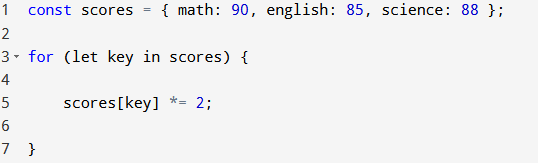 1 const scores = { math: 90, english: 85, science: 88 };
2
3 for (let key in scores) {
4
5     scores[key] *= 2;
6
7 }